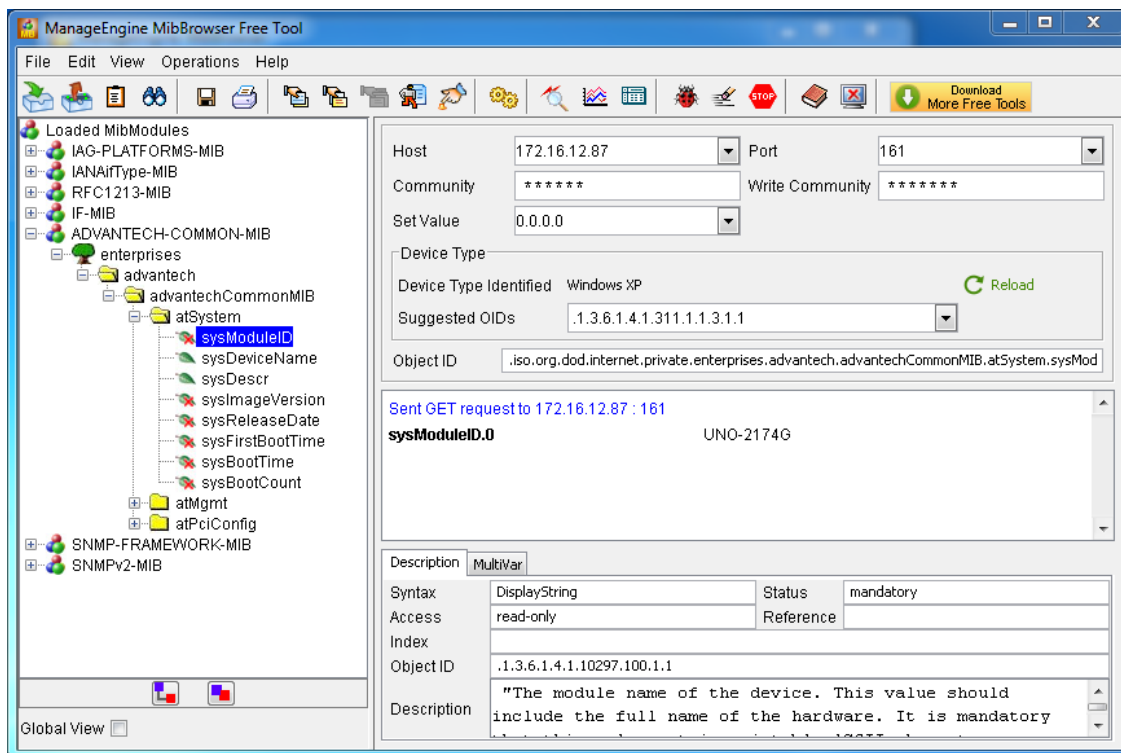 ManageEngine MibBrowser Free Tool
File Edit View Operations Help
STOP
Download
More Free Tools
Loaded MibModules
IAG-PLATFORMS-MIB
IANAifType-MIB
RFC1213-MIB
IF-MIB
ADVANTECH-COMMON-MIB
enterprises
advantech
advantechCommonMIB
atSystem
sysModuleID
sysDeviceName
sysDescr
sysImageVersion
sysReleaseDate
sysFirstBootTime
sysBootTime
sysBootCount
atMgmt
atPciConfig
SNMP-FRAMEWORK-MIB
SNMPv2-MIB
Global View
Host 172.16.12.87 Port 161
Community ****** Write Community *******
Set Value 0.0.0.0
Device Type
Device Type Identified Windows XP Reload
Suggested OIDs .1.3.6.1.4.1.311.1.1.3.1.1
Object ID .iso.org.dod.internet.private.enterprises.advantech.advantechCommonMIB.atSystem.sysMod
Sent GET request to 172.16.12.87 : 161
sysModuleID.0 UNO-2174G
Description MultiVar
Syntax DisplayString Status mandatory
Access read-only Reference
Index
Object ID .1.3.6.1.4.1.10297.100.1.1
Description "The module name of the device. This value should
include the full name of the hardware. It is mandatory